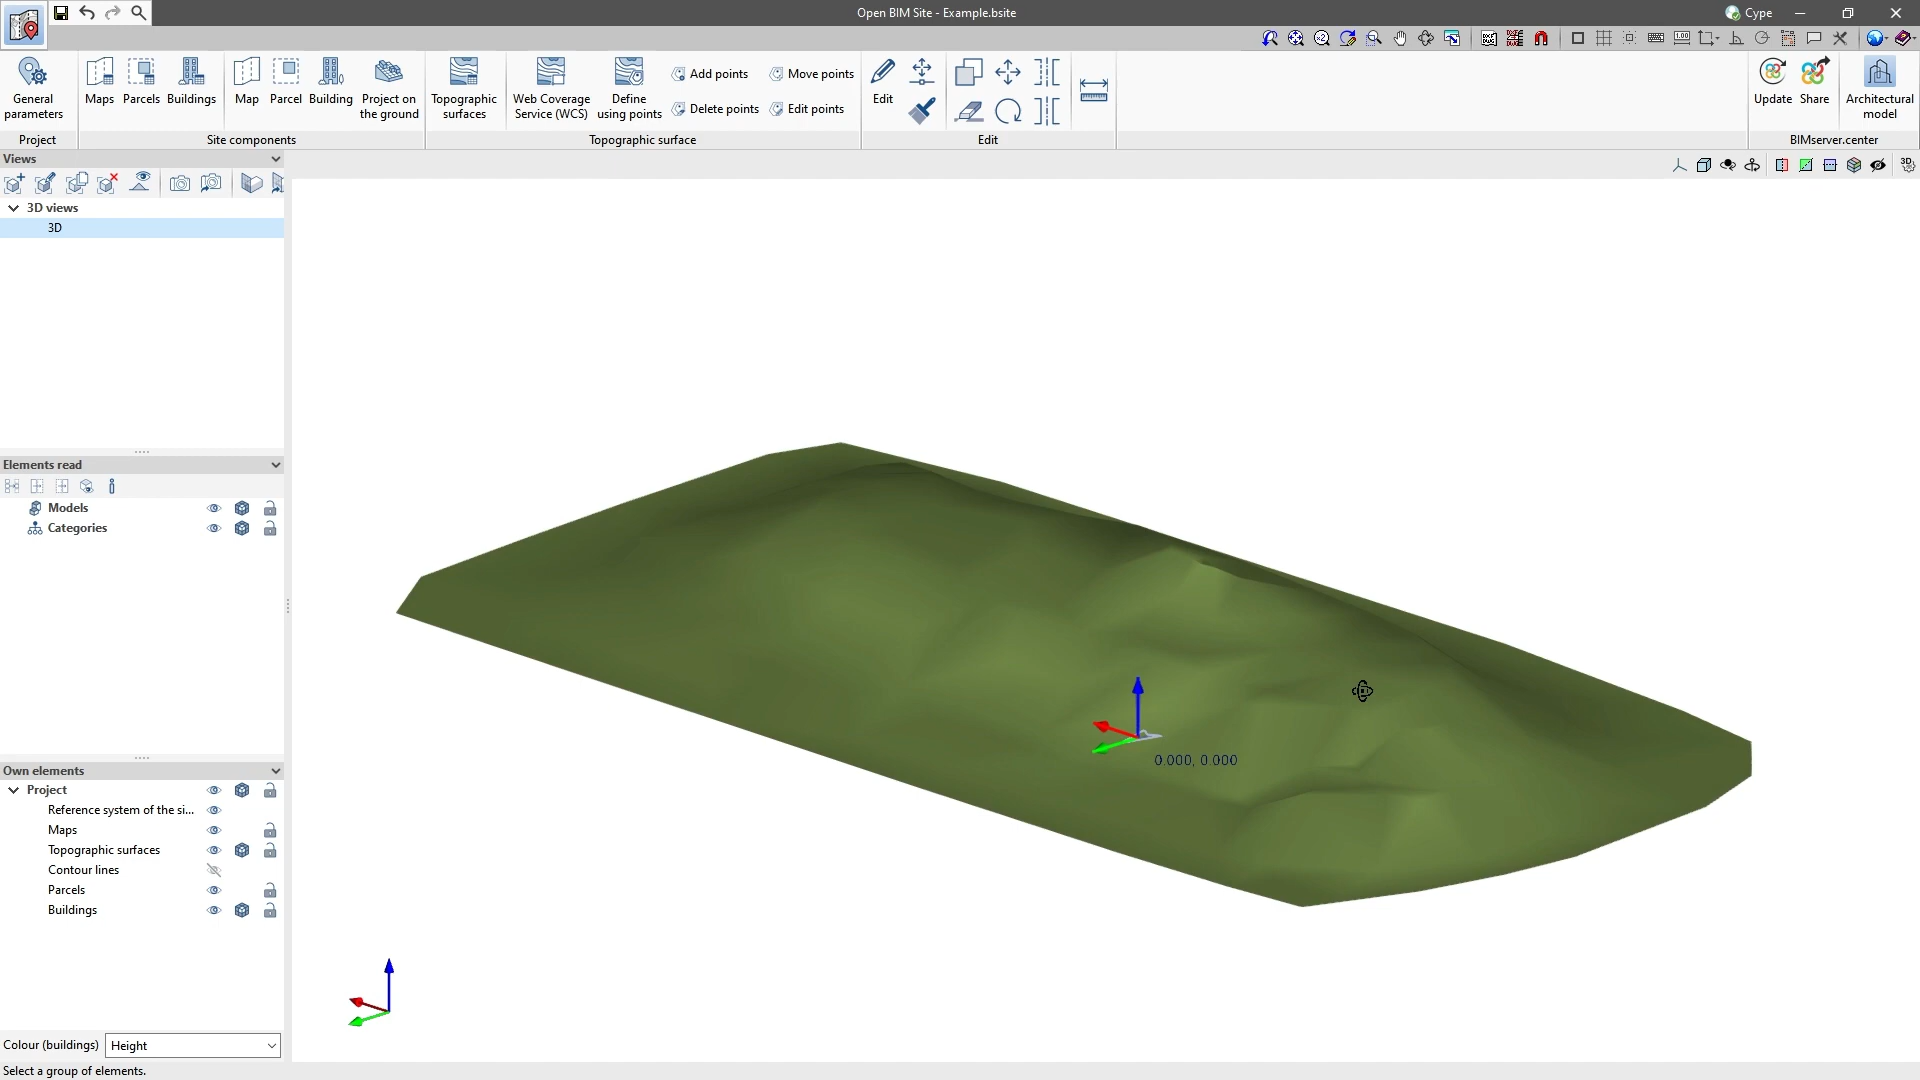 Open BIM Site - Example.bsite
Cype
General parameters
Maps
Parcels
Buildings
Map
Parcel
Building
Project on the ground
Topographic surfaces
Web Coverage Service (WCS)
Define using points
Add points
Move points
Delete points
Edit points
Edit
Update
Share
Architectural model
Project
Site components
Topographic surface
Edit
BIMserver.center
Views
3D views
3D
Elements read
Models
Categories
Own elements
Project
Reference system of the si...
Maps
Topographic surfaces
Contour lines
Parcels
Buildings
Colour (buildings)
Height
Select a group of elements.
0.000, 0.000